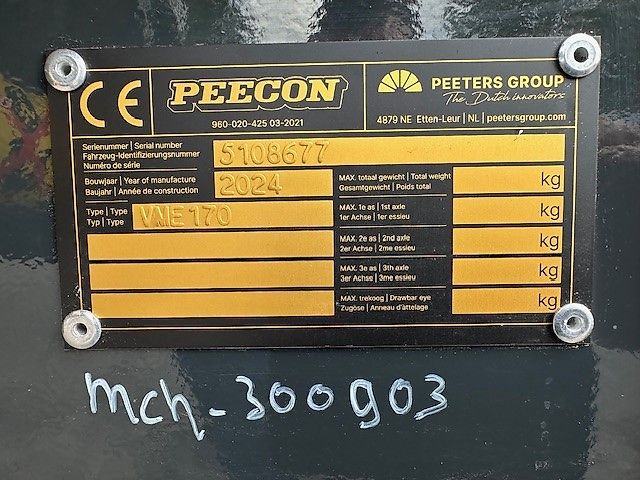 CE
PEECON
960-020-425 03-2021
PEETERS GROUP
The Dutch innovators
4879 NE Etten-Leur | NL | peetersgroup.com
Serienummer | Serial number
Fahrzeug-Identifizierungsnummer
Numéro de série
5108677
Bouwjaar | Year of manufacture
Baujahr | Année de construction
2024
Type | Type
Typ | Type
VME 170
MAX. totaal gewicht | Total weight
Gesamtgewicht | Poids total
kg
MAX. 1e as | 1st axle
1er Achse | 1er essieu
kg
MAX. 2e as | 2nd axle
2er Achse | 2me essieu
kg
MAX. 3e as | 3th axle
3er Achse | 3me essieu
kg
MAX. trekoog | Drawbar eye
Zugöse | Anneau d'attelage
kg
mch-300903